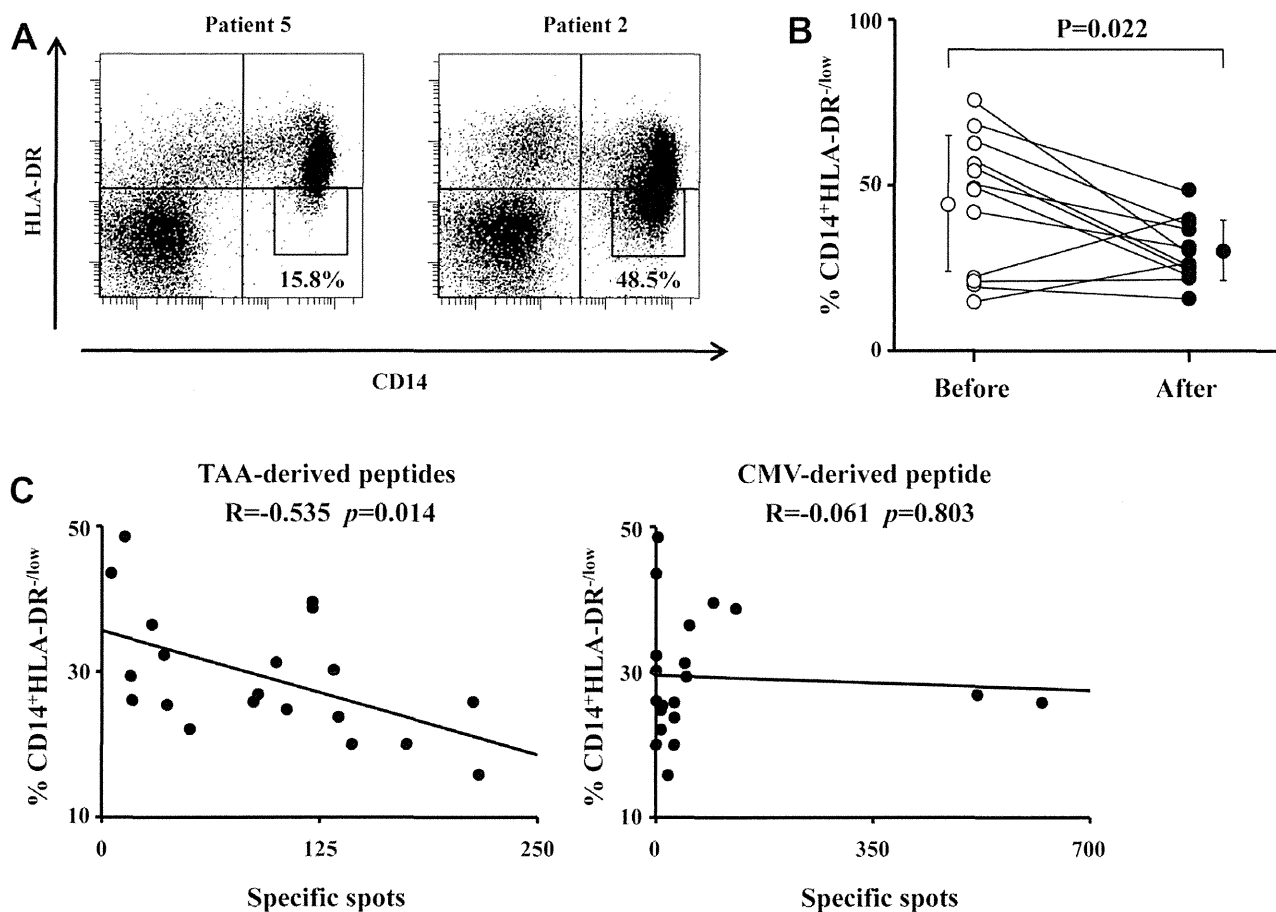 A
Patient 5
Patient 2
HLA-DR
15.8%
48.5%
CD14
B
P=0.022
100
50
0
% CD14⁺HLA-DR⁻/ˡᵒʷ
Before
After
C
TAA-derived peptides
R=-0.535 p=0.014
50
30
10
% CD14⁺HLA-DR⁻/ˡᵒʷ
0
125
250
Specific spots
CMV-derived peptide
R=-0.061 p=0.803
50
30
10
% CD14⁺HLA-DR⁻/ˡᵒʷ
0
350
700
Specific spots